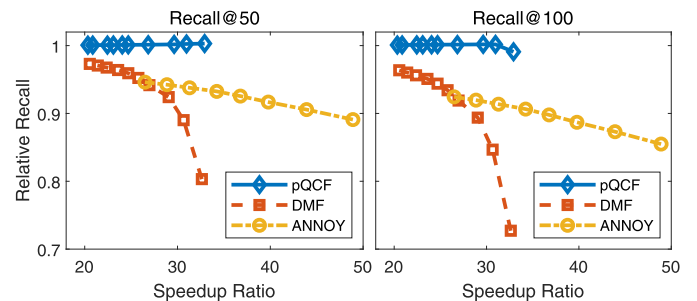 Recall@50
Recall@100
Relative Recall
1
0.9
0.8
0.7
pQCF
DMF
ANNOY
pQCF
DMF
ANNOY
20
30
40
50
20
30
40
50
Speedup Ratio
Speedup Ratio